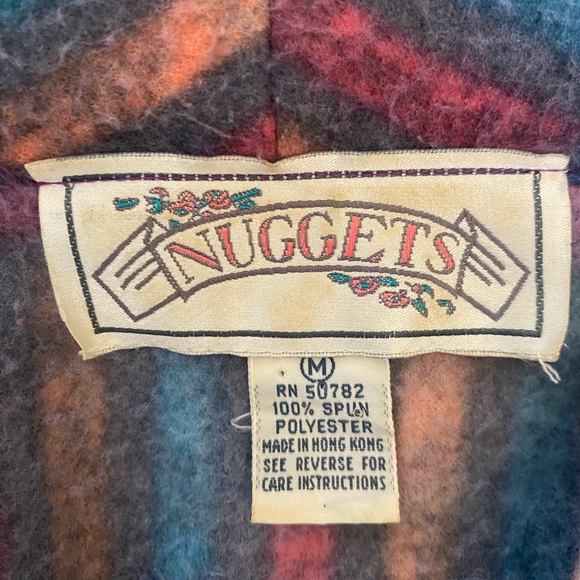 NUGGETS
M
RN 50782
100% SPUN
POLYESTER
MADE IN HONG KONG
SEE REVERSE FOR
CARE INSTRUCTIONS